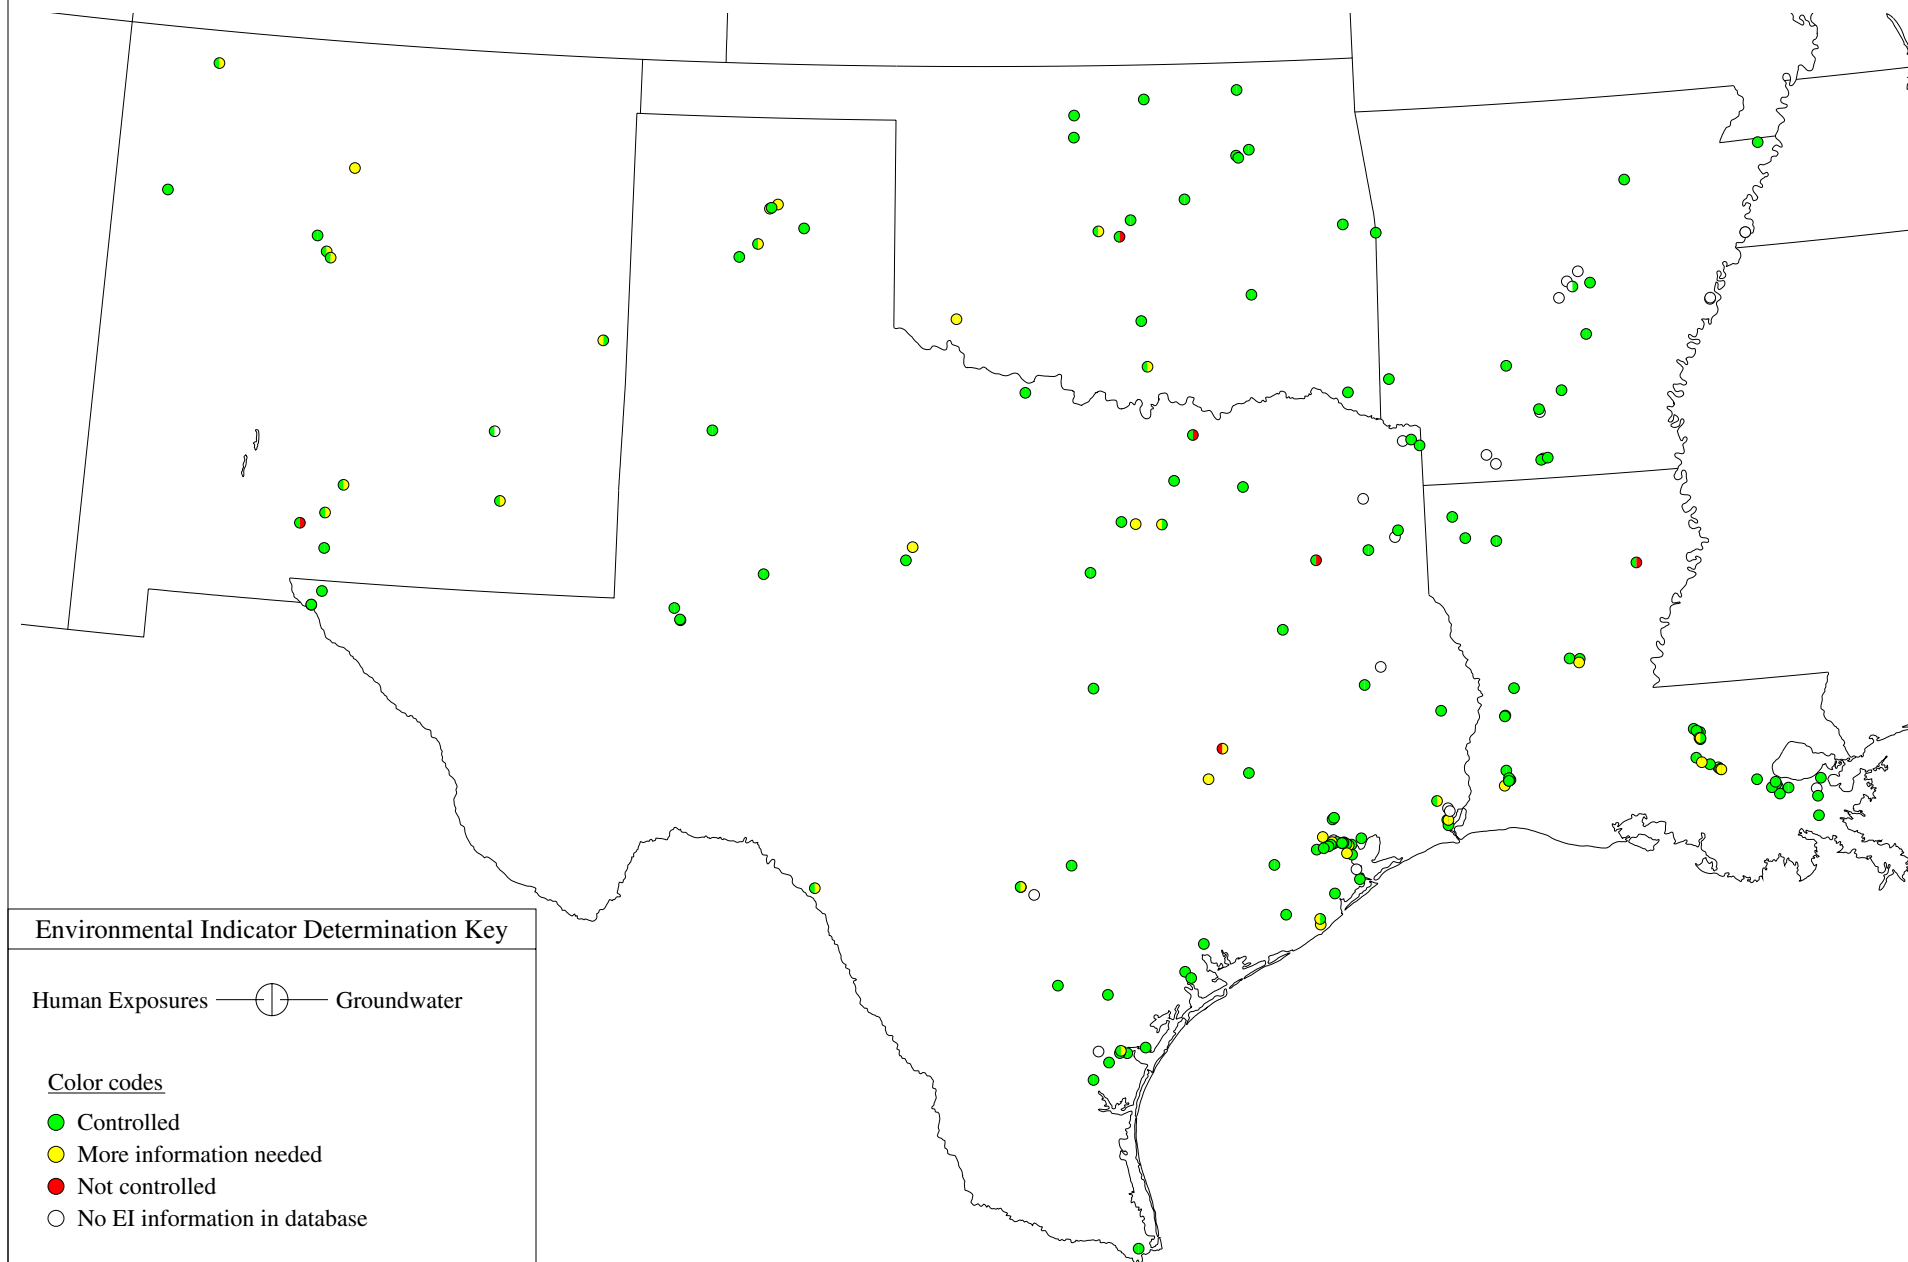 Environmental Indicator Determination Key
Human Exposures Groundwater
Color codes
Controlled
More information needed
Not controlled
No EI information in database